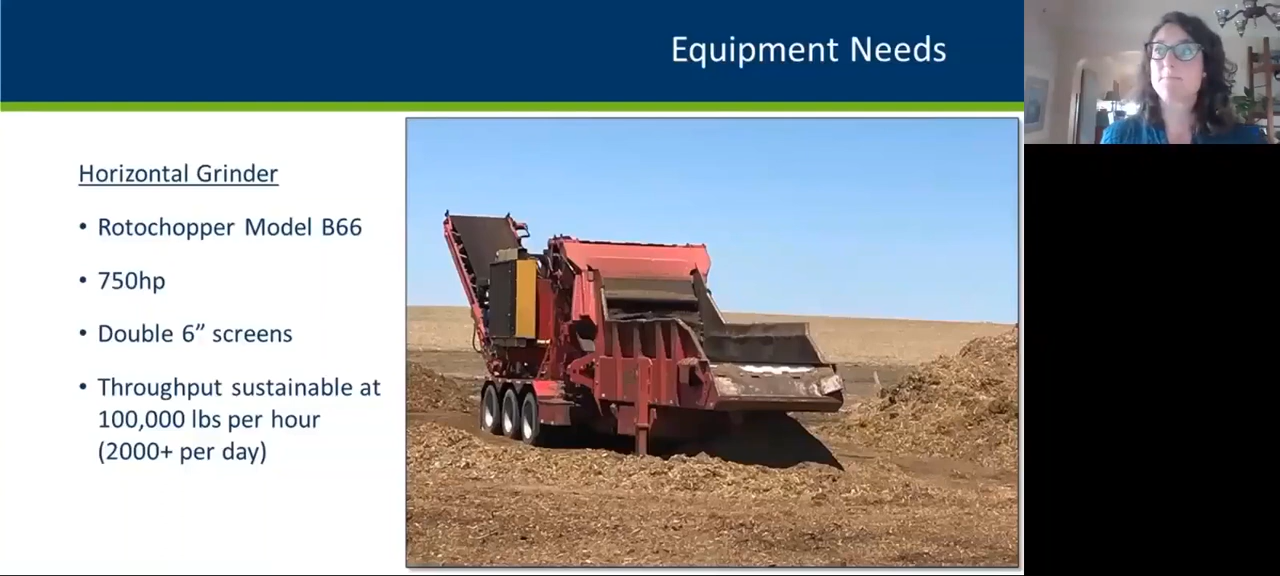 Equipment Needs
Horizontal Grinder
• Rotochopper Model B66
• 750hp
• Double 6” screens
• Throughput sustainable at
100,000 lbs per hour
(2000+ per day)